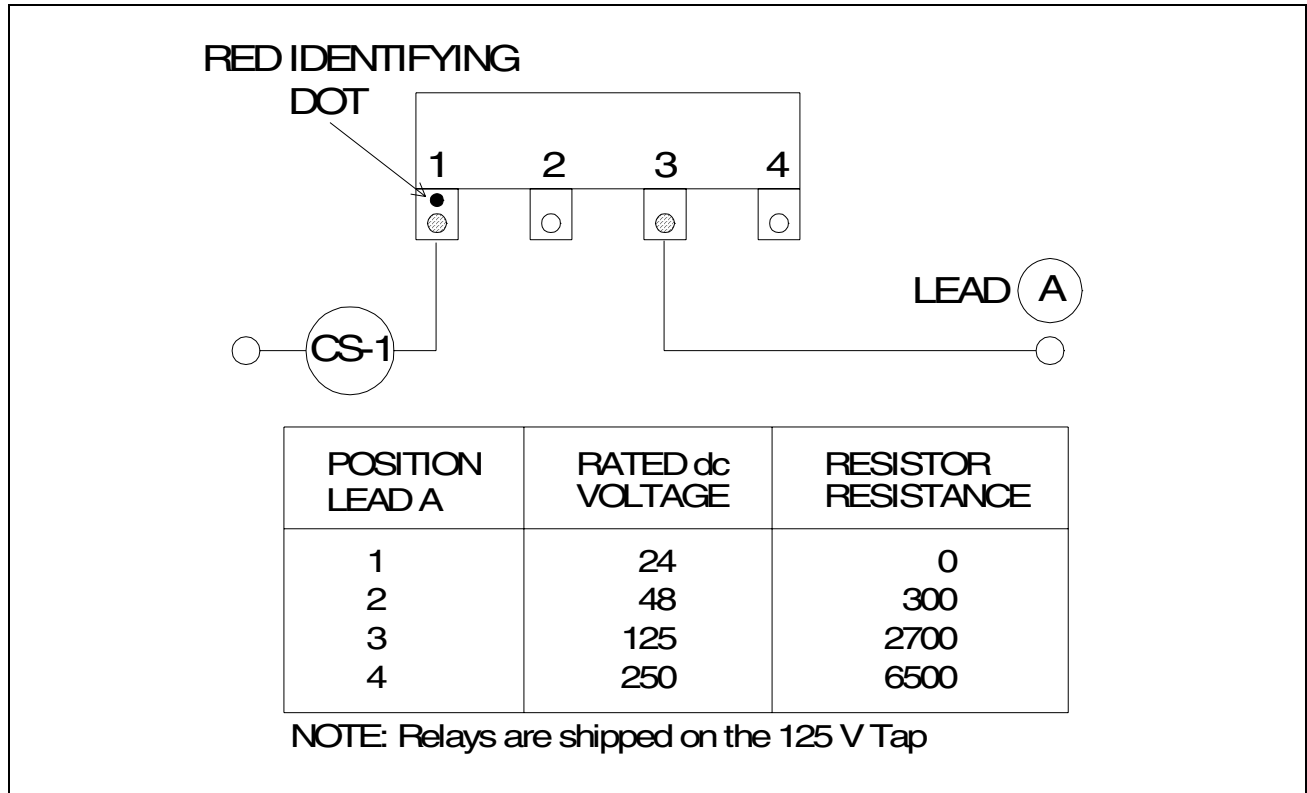 RED IDENTIFYING
DOT
1 2 3 4
LEAD A
CS-1
POSITION LEAD A RATED dc VOLTAGE RESISTOR RESISTANCE
1 24 0
2 48 300
3 125 2700
4 250 6500
NOTE: Relays are shipped on the 125 V Tap